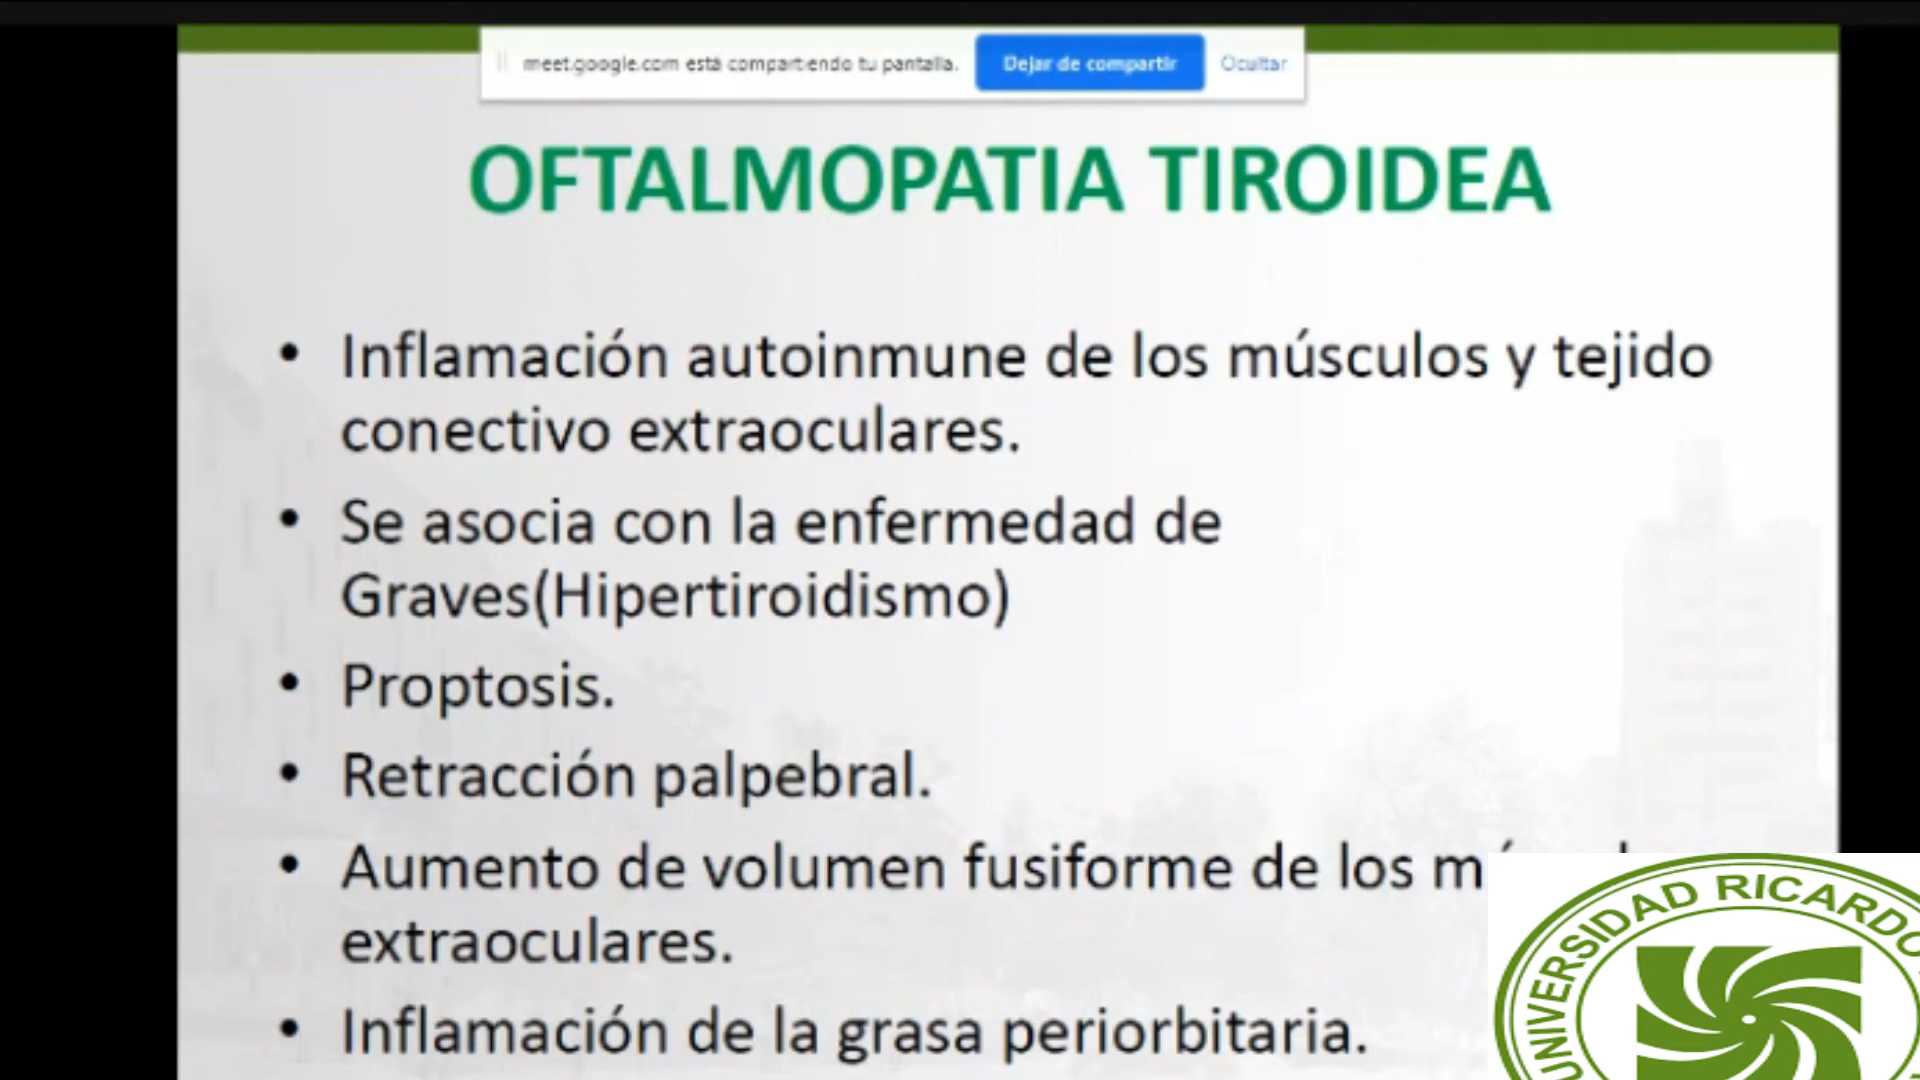 meet.google.com está compartiendo tu pantalla. Dejar de compartir Ocultar
OFTALMOPATIA TIROIDEA
• Inflamación autoinmune de los músculos y tejido
conectivo extraoculares.
• Se asocia con la enfermedad de
Graves(Hipertiroidismo)
• Proptosis.
• Retracción palpebral.
• Aumento de volumen fusiforme de los
extraoculares.
• Inflamación de la grasa periorbitaria.
UNIVERSIDAD RICARDO